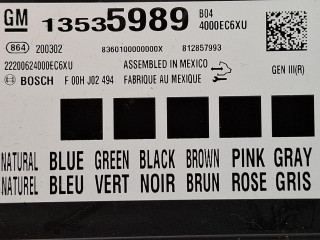 GM 13535989 B04
4000EC6XU
864 200302 8360100000000X 812857993
22200624000EC6XU ASSEMBLED IN MEXICO GEN III(R)
BOSCH F 00H J02 494 FABRIQUE AU MEXIQUE
NATURAL BLUE GREEN BLACK BROWN PINK GRAY
NATUREL BLEU VERT NOIR BRUN ROSE GRIS